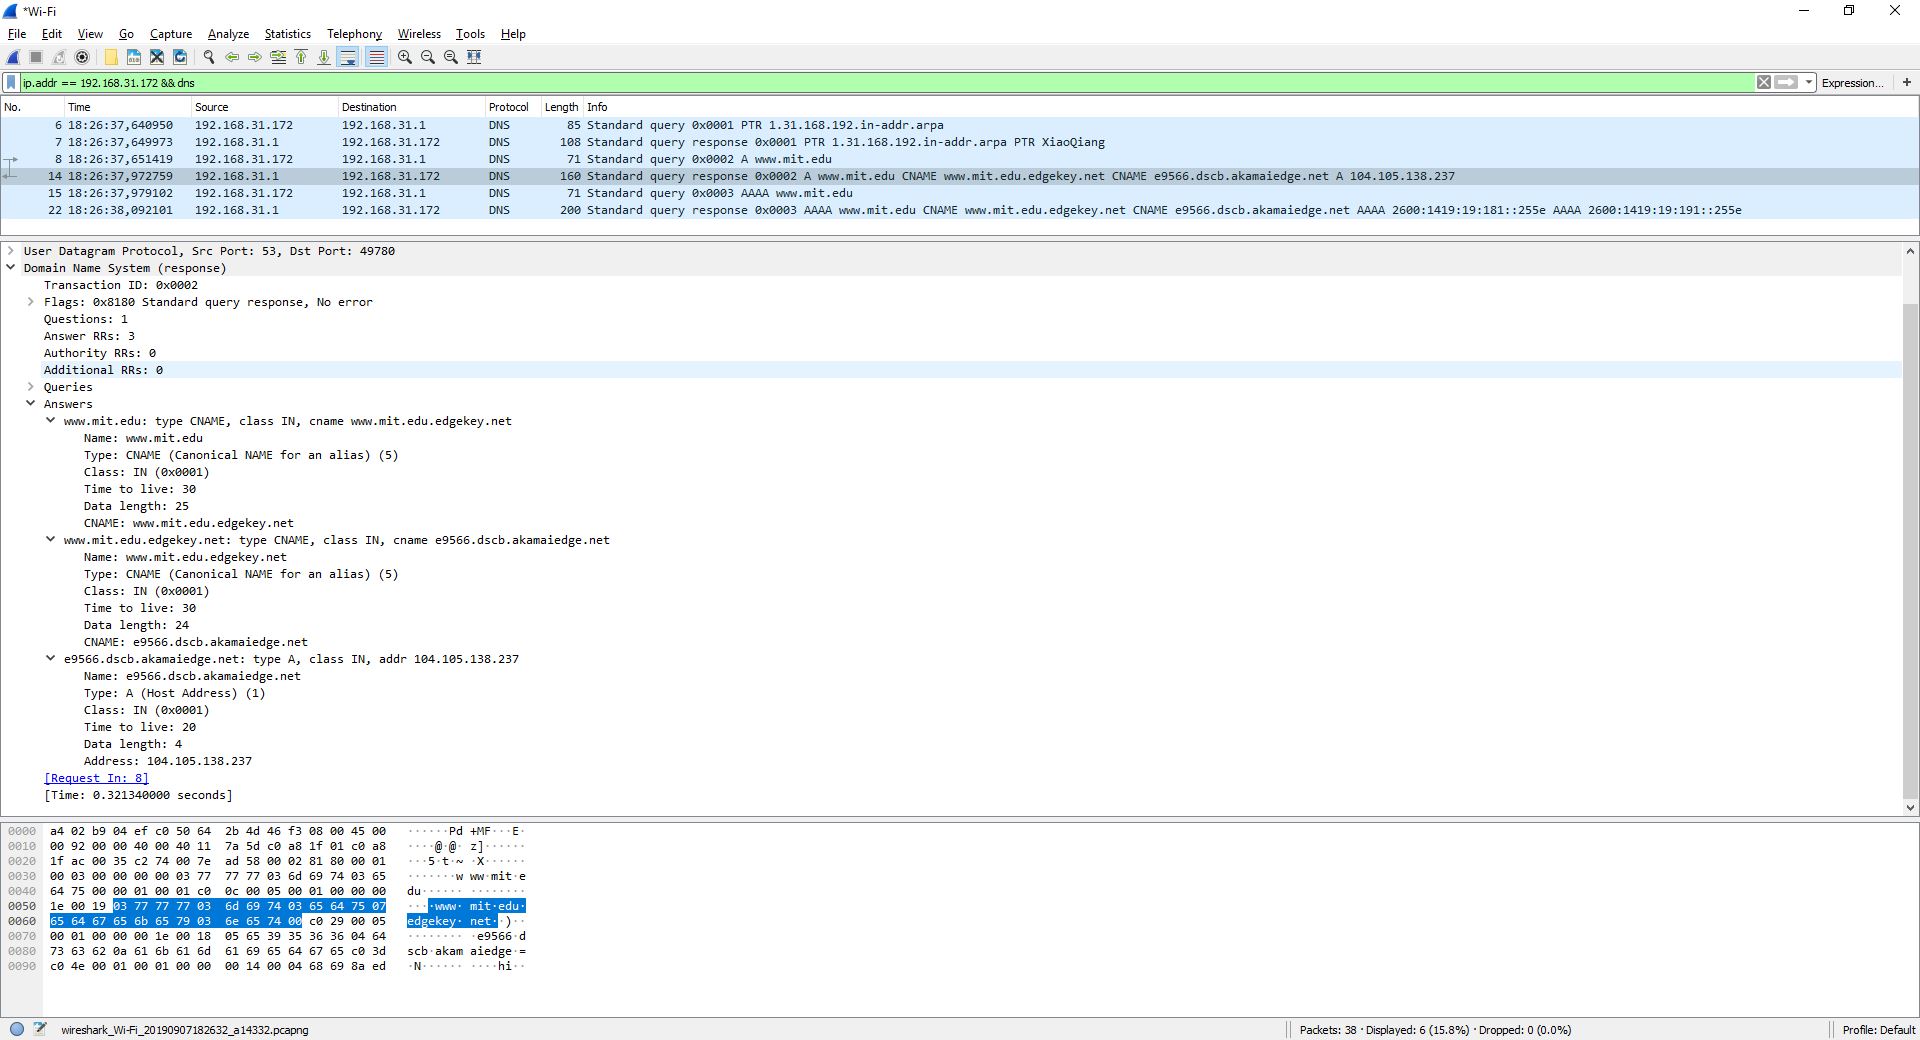 *Wi-Fi
File Edit View Go Capture Analyze Statistics Telephony Wireless Tools Help
ip.addr == 192.168.31.172 && dns Expression... +
No. Time Source Destination Protocol Length Info
6 18:26:37,640950 192.168.31.172 192.168.31.1 DNS 85 Standard query 0x0001 PTR 1.31.168.192.in-addr.arpa
7 18:26:37,649973 192.168.31.1 192.168.31.172 DNS 108 Standard query response 0x0001 PTR 1.31.168.192.in-addr.arpa PTR XiaoQiang
8 18:26:37,651419 192.168.31.172 192.168.31.1 DNS 71 Standard query 0x0002 A www.mit.edu
14 18:26:37,972759 192.168.31.1 192.168.31.172 DNS 160 Standard query response 0x0002 A www.mit.edu CNAME www.mit.edu.edgekey.net CNAME e9566.dscb.akamaiedge.net A 104.105.138.237
15 18:26:37,979102 192.168.31.172 192.168.31.1 DNS 71 Standard query 0x0003 AAAA www.mit.edu
22 18:26:38,092101 192.168.31.1 192.168.31.172 DNS 200 Standard query response 0x0003 AAAA www.mit.edu CNAME www.mit.edu.edgekey.net CNAME e9566.dscb.akamaiedge.net AAAA 2600:1419:19:181::255e AAAA 2600:1419:19:191::255e
User Datagram Protocol, Src Port: 53, Dst Port: 49780
Domain Name System (response)
Transaction ID: 0x0002
Flags: 0x8180 Standard query response, No error
Questions: 1
Answer RRs: 3
Authority RRs: 0
Additional RRs: 0
Queries
Answers
www.mit.edu: type CNAME, class IN, cname www.mit.edu.edgekey.net
Name: www.mit.edu
Type: CNAME (Canonical NAME for an alias) (5)
Class: IN (0x0001)
Time to live: 30
Data length: 25
CNAME: www.mit.edu.edgekey.net
www.mit.edu.edgekey.net: type CNAME, class IN, cname e9566.dscb.akamaiedge.net
Name: www.mit.edu.edgekey.net
Type: CNAME (Canonical NAME for an alias) (5)
Class: IN (0x0001)
Time to live: 30
Data length: 24
CNAME: e9566.dscb.akamaiedge.net
e9566.dscb.akamaiedge.net: type A, class IN, addr 104.105.138.237
Name: e9566.dscb.akamaiedge.net
Type: A (Host Address) (1)
Class: IN (0x0001)
Time to live: 20
Data length: 4
Address: 104.105.138.237
[Request In: 8]
[Time: 0.321340000 seconds]
0000 a4 02 b9 04 ef c0 50 64 2b 4d 46 f3 08 00 45 00 ······Pd +MF···E·
0010 00 92 00 00 40 00 40 11 7a 5d c0 a8 1f 01 c0 a8 ····@·@· z]······
0020 1f ac 00 35 c2 74 00 7e ad 58 00 02 81 80 00 01 ···5·t·~ ·X······
0030 00 03 00 00 00 00 03 77 77 77 03 6d 69 74 03 65 ·······w ww·mit·e
0040 64 75 00 00 01 00 01 c0 0c 00 05 00 01 00 00 00 du······ ········
0050 1e 00 19 03 77 77 77 03 6d 69 74 03 65 64 75 07 ····www· mit·edu·
0060 65 64 67 65 6b 65 79 03 6e 65 74 00 c0 29 00 05 edgekey· net··)··
0070 00 01 00 00 00 1e 00 18 05 65 39 35 36 36 04 64 ········ ·e9566·d
0080 73 63 62 0a 61 6b 61 6d 61 69 65 64 67 65 c0 3d scb·akam aiedge·=
0090 c0 4e 00 01 00 01 00 00 00 14 00 04 68 69 8a ed ·N······ ····hi··
wireshark_Wi-Fi_20190907182632_a14332.pcapng Packets: 38 · Displayed: 6 (15.8%) · Dropped: 0 (0.0%) Profile: Default